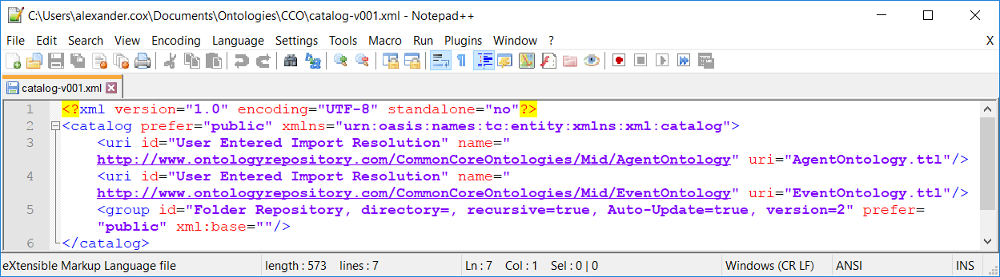 C:\Users\alexander.cox\Documents\Ontologies\CCO\catalog-v001.xml - Notepad++
File Edit Search View Encoding Language Settings Tools Macro Run Plugins Window ? X
catalog-v001.xml
1 <?xml version="1.0" encoding="UTF-8" standalone="no"?>
2 <catalog prefer="public" xmlns="urn:oasis:names:tc:entity:xmlns:xml:catalog">
3 <uri id="User Entered Import Resolution" name="
http://www.ontologyrepository.com/CommonCoreOntologies/Mid/AgentOntology" uri="AgentOntology.ttl"/>
4 <uri id="User Entered Import Resolution" name="
http://www.ontologyrepository.com/CommonCoreOntologies/Mid/EventOntology" uri="EventOntology.ttl"/>
5 <group id="Folder Repository, directory=, recursive=true, Auto-Update=true, version=2" prefer=
"public" xml:base=""/>
6 </catalog>
eXtensible Markup Language file length : 573 lines : 7 Ln : 7 Col : 1 Sel : 0 | 0 Windows (CR LF) ANSI INS